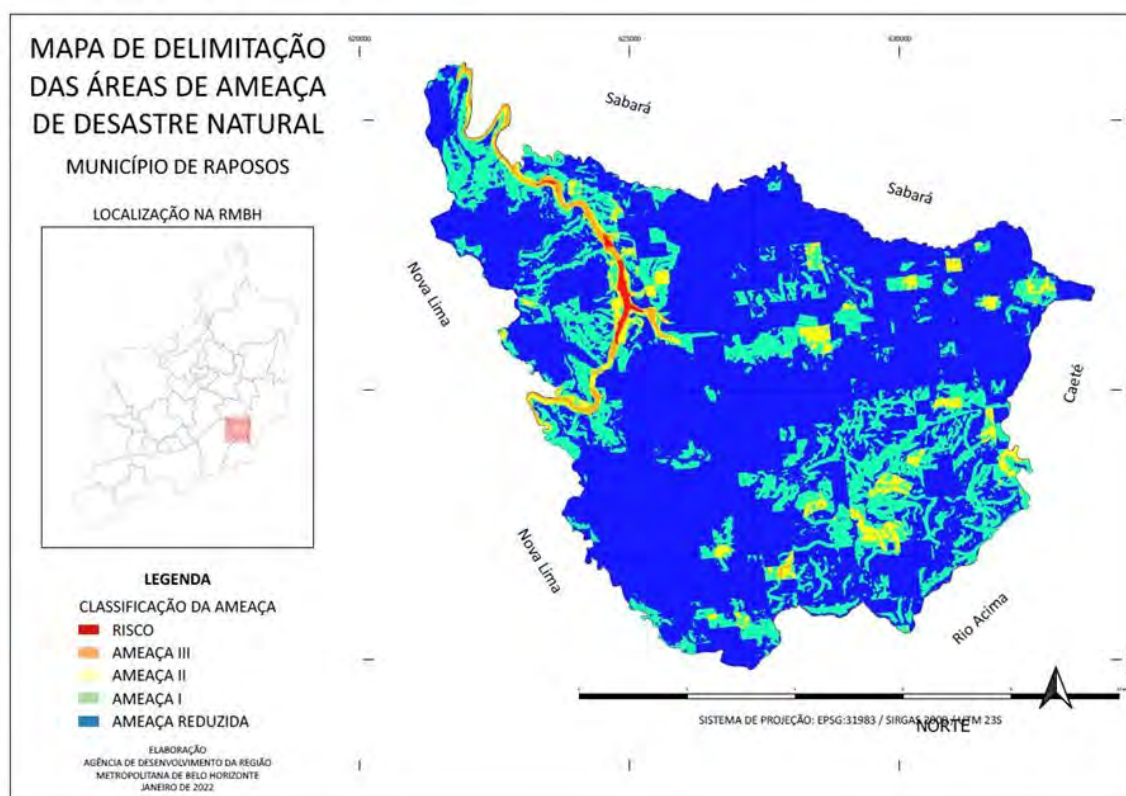 MAPA DE DELIMITAÇÃO
DAS ÁREAS DE AMEAÇA
DE DESASTRE NATURAL
MUNICÍPIO DE RAPOSOS
LOCALIZAÇÃO NA RMBH
LEGENDA
CLASSIFICAÇÃO DA AMEAÇA
RISCO
AMEAÇA III
AMEAÇA II
AMEAÇA I
AMEAÇA REDUZIDA
ELABORAÇÃO
AGÊNCIA DE DESENVOLVIMENTO DA REGIÃO
METROPOLITANA DE BELO HORIZONTE
JANEIRO DE 2022
620000
625000
630000
Sabará
Sabará
Nova Lima
Caeté
Nova Lima
Rio Acima
SISTEMA DE PROJEÇÃO: EPSG:31983 / SIRGAS 2000 / UTM 23S
NORTE